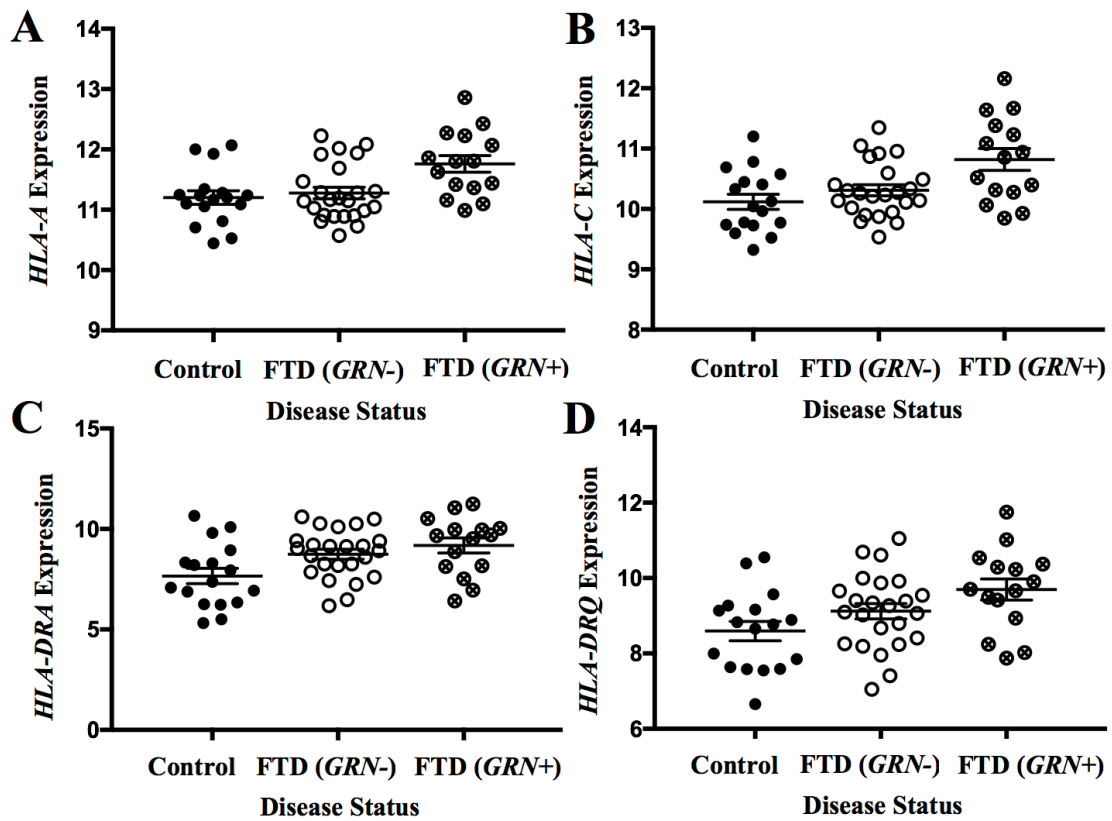 A
HLA-A Expression
14
13
12
11
10
9
Control FTD (GRN-) FTD (GRN+)
Disease Status
B
HLA-C Expression
13
12
11
10
9
8
Control FTD (GRN-) FTD (GRN+)
Disease Status
C
HLA-DRA Expression
15
10
5
0
Control FTD (GRN-) FTD (GRN+)
Disease Status
D
HLA-DRQ Expression
14
12
10
8
6
Control FTD (GRN-) FTD (GRN+)
Disease Status